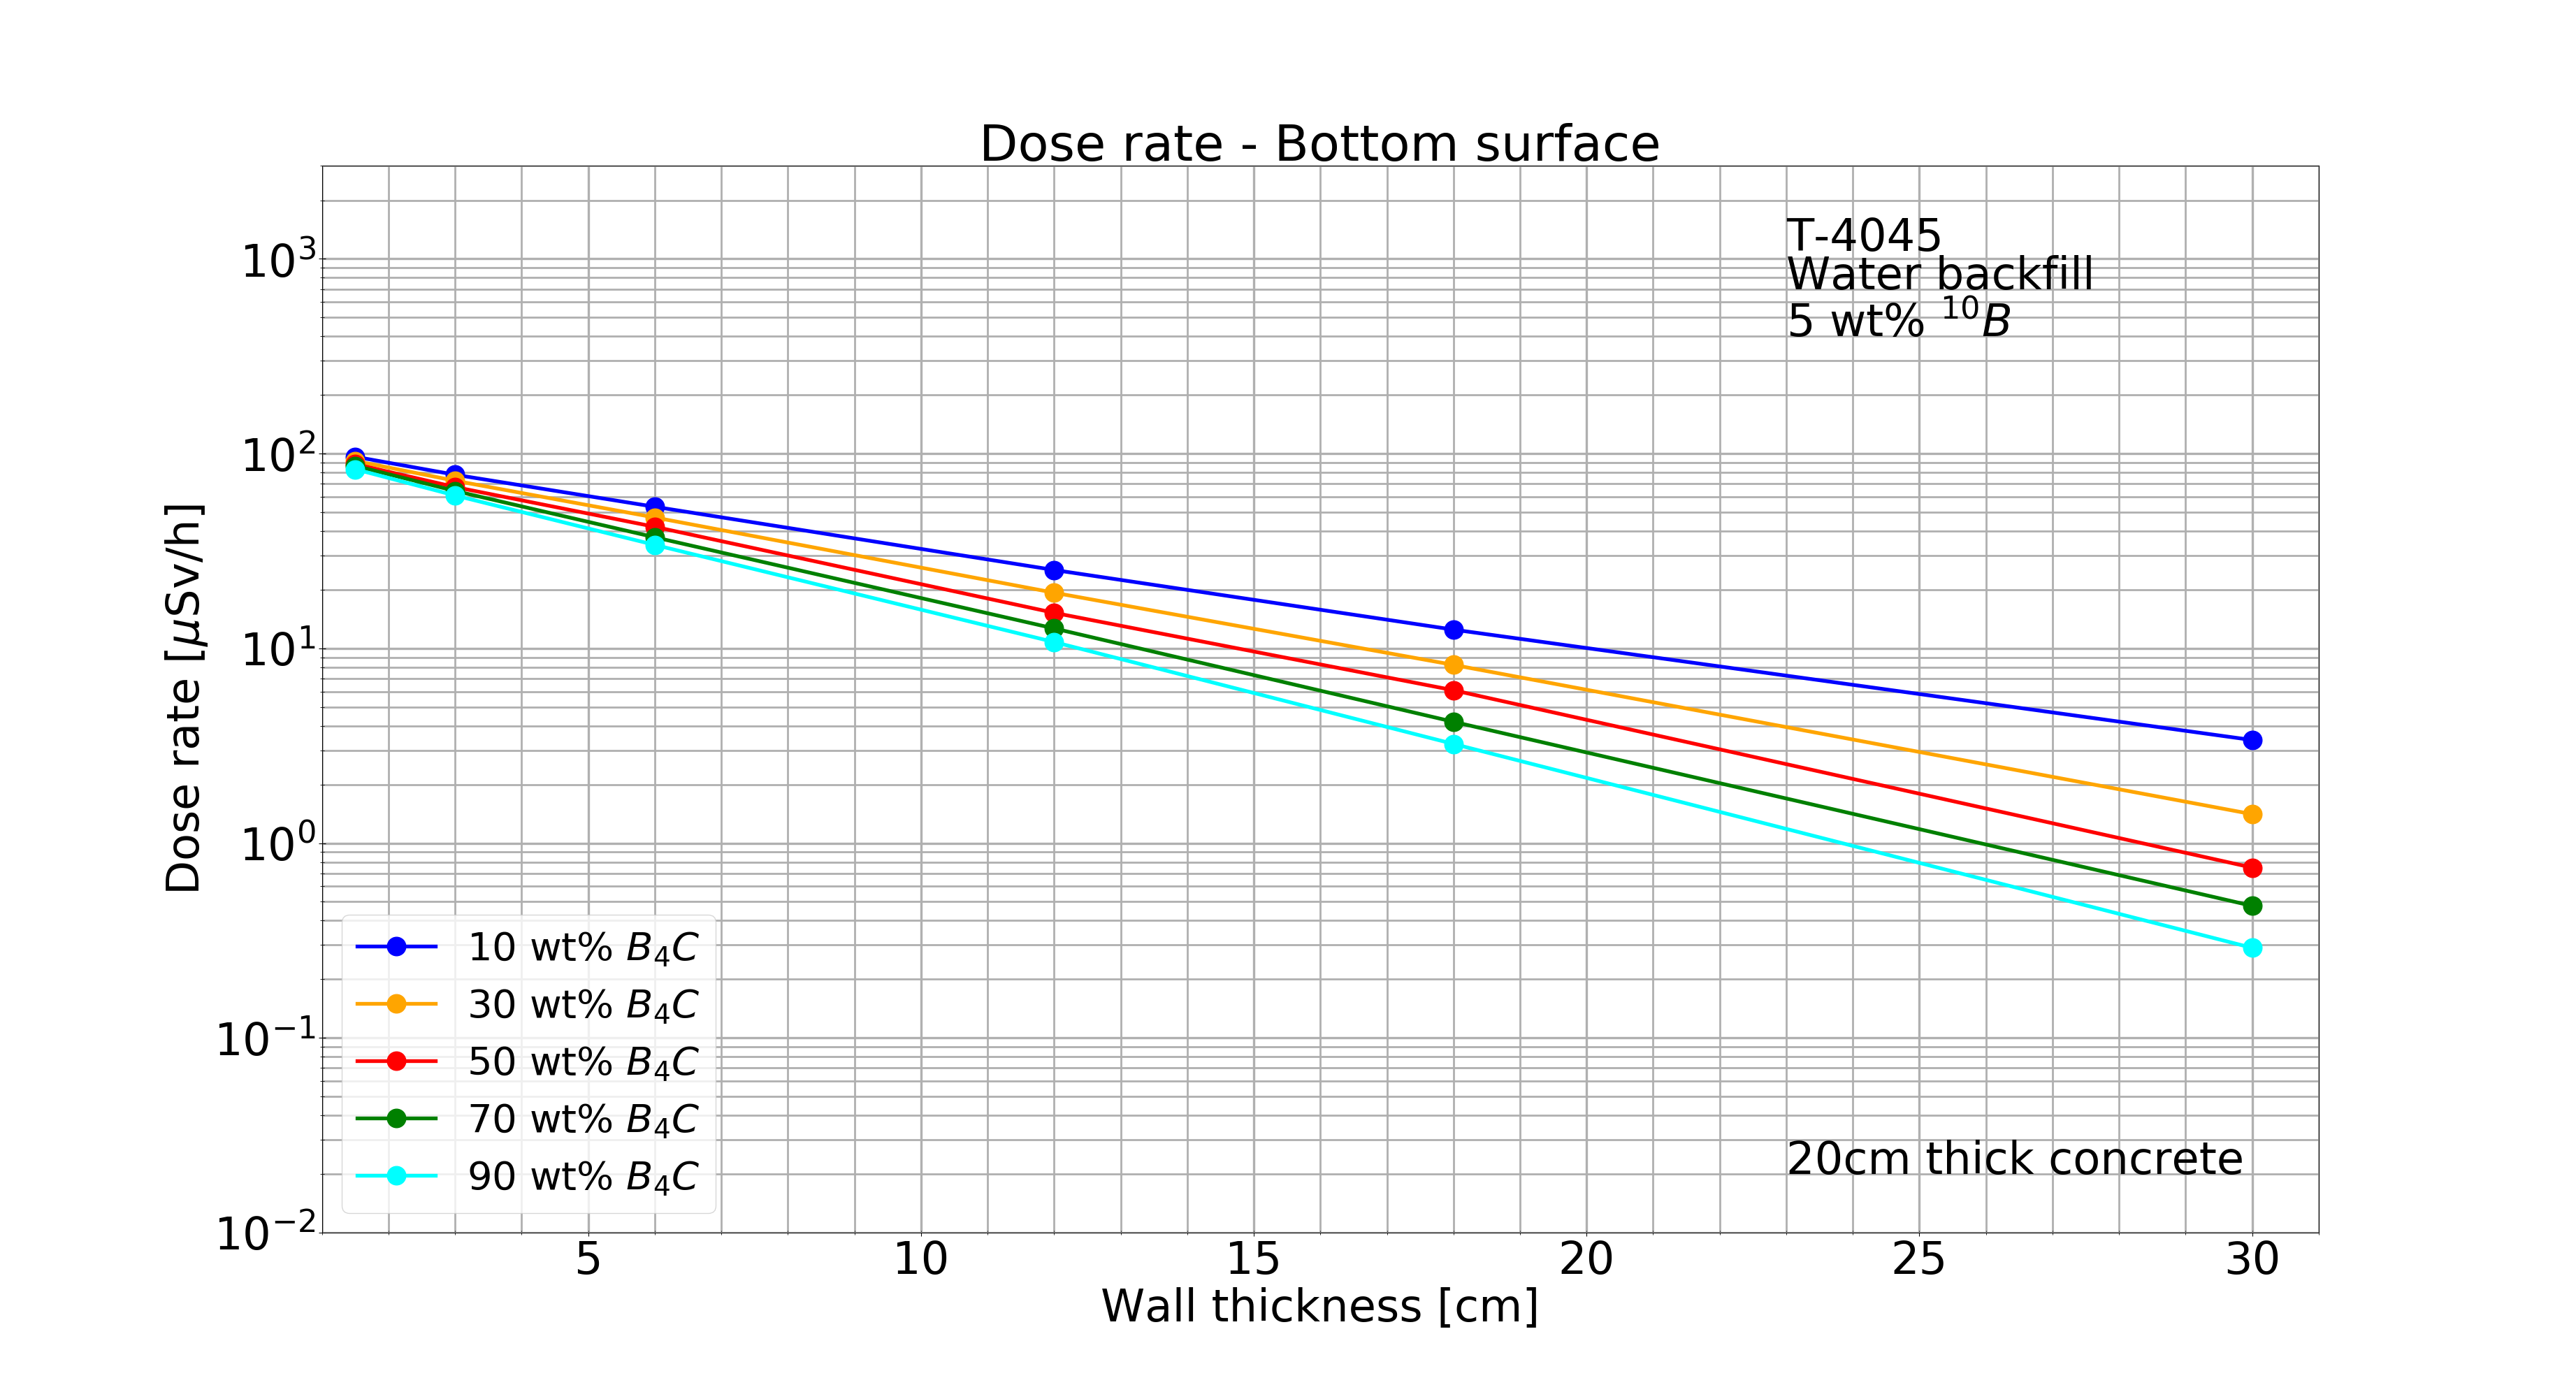 Dose rate - Bottom surface
T-4045
Water backfill
5 wt% ¹⁰B
10³
10²
10¹
10⁰
10⁻¹
10⁻²
Dose rate [μSv/h]
10 wt% B₄C
30 wt% B₄C
50 wt% B₄C
70 wt% B₄C
90 wt% B₄C
20cm thick concrete
5 10 15 20 25 30
Wall thickness [cm]